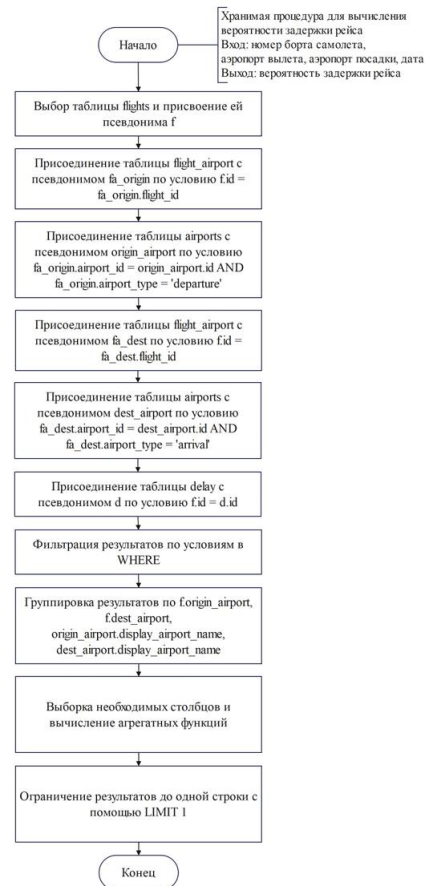 Начало
Хранимая процедура для вычисления
вероятности задержки рейса
Вход: номер борта самолета,
аэропорт вылета, аэропорт посадки, дата
Выход: вероятность задержки рейса
Выбор таблицы flights и присвоение ей
псевдонима f
Присоединение таблицы flight_airport с
псевдонимом fa_origin по условию f.id =
fa_origin.flight_id
Присоединение таблицы airports с
псевдонимом origin_airport по условию
fa_origin.airport_id = origin_airport.id AND
fa_origin.airport_type = 'departure'
Присоединение таблицы flight_airport с
псевдонимом fa_dest по условию f.id =
fa_dest.flight_id
Присоединение таблицы airports с
псевдонимом dest_airport по условию
fa_dest.airport_id = dest_airport.id AND
fa_dest.airport_type = 'arrival'
Присоединение таблицы delay с
псевдонимом d по условию f.id = d.id
Фильтрация результатов по условиям в
WHERE
Группировка результатов по f.origin_airport,
f.dest_airport,
origin_airport.display_airport_name,
dest_airport.display_airport_name
Выборка необходимых столбцов и
вычисление агрегатных функций
Ограничение результатов до одной строки с
помощью LIMIT 1
Конец